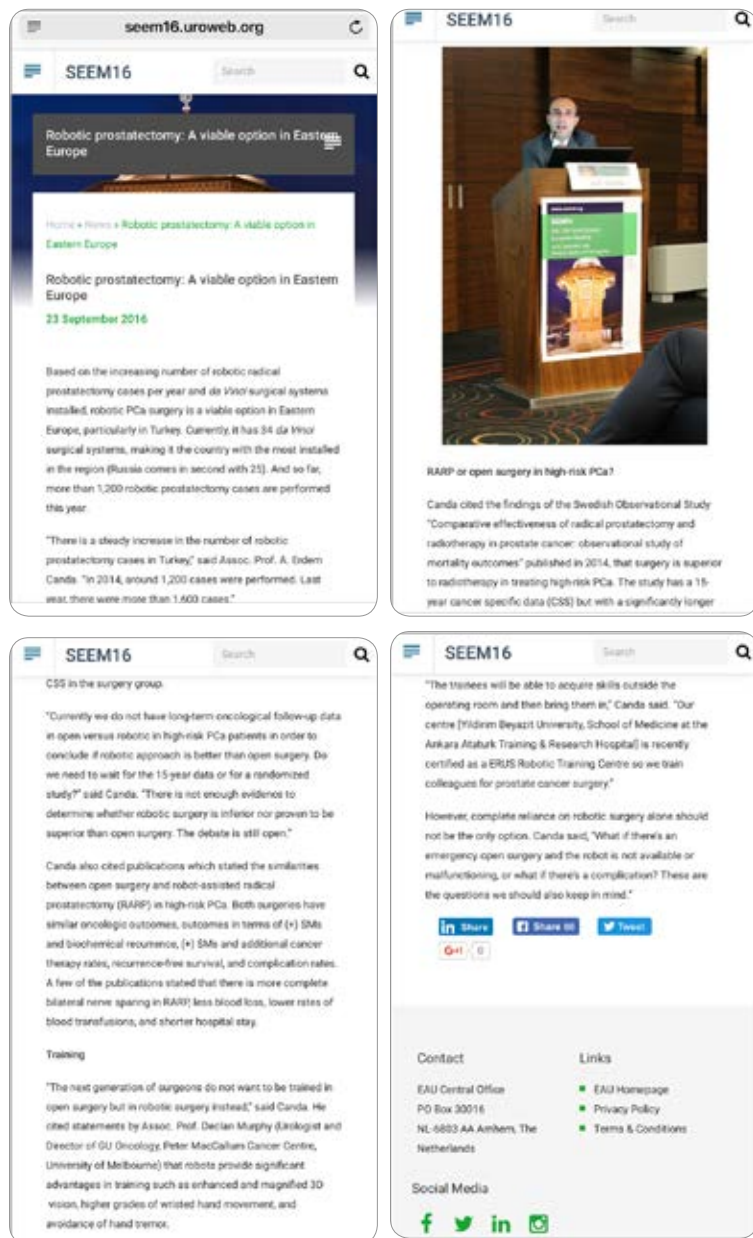 seem16.uroweb.org
SEEM16
Search
Robotic prostatectomy: A viable option in Eastern
Europe
Home » News » Robotic prostatectomy: A viable option in
Eastern Europe
Robotic prostatectomy: A viable option in Eastern
Europe
23 September 2016
Based on the increasing number of robotic radical
prostatectomy cases per year and da Vinci surgical systems
installed, robotic PCa surgery is a viable option in Eastern
Europe, particularly in Turkey. Currently, it has 34 da Vinci
surgical systems, making it the country with the most installed
in the region (Russia comes in second with 25). And so far,
more than 1,200 robotic prostatectomy cases are performed
this year.
"There is a steady increase in the number of robotic
prostatectomy cases in Turkey," said Assoc. Prof. A. Erdem
Canda. "In 2014, around 1,200 cases were performed. Last
year, there were more than 1,600 cases."
SEEM16
Search
RARP or open surgery in high-risk PCa?
Canda cited the findings of the Swedish Observational Study
"Comparative effectiveness of radical prostatectomy and
radiotherapy in prostate cancer: observational study of
mortality outcomes" published in 2014, that surgery is superior
to radiotherapy in treating high-risk PCa. The study has a 15-
year cancer specific data (CSS) but with a significantly longer
SEEM16
Search
CSS in the surgery group.
"Currently we do not have long-term oncological follow-up data
in open versus robotic in high-risk PCa patients in order to
conclude if robotic approach is better than open surgery. Do
we need to wait for the 15-year data or for a randomized
study?" said Canda. "There is not enough evidence to
determine whether robotic surgery is inferior nor proven to be
superior than open surgery. The debate is still open."
Canda also cited publications which stated the similarities
between open surgery and robot-assisted radical
prostatectomy (RARP) in high-risk PCa. Both surgeries have
similar oncologic outcomes, outcomes in terms of (+) SMs
and biochemical recurrence, (+) SMs and additional cancer
therapy rates, recurrence-free survival, and complication rates.
A few of the publications stated that there is more complete
bilateral nerve sparing in RARP, less blood loss, lower rates of
blood transfusions, and shorter hospital stay.
Training
"The next generation of surgeons do not want to be trained in
open surgery but in robotic surgery instead," said Canda. He
cited statements by Assoc. Prof. Declan Murphy (Urologist and
Director of GU Oncology, Peter MacCallum Cancer Centre,
University of Melbourne) that robots provide significant
advantages in training such as enhanced and magnified 3D
vision, higher grades of wristed hand movement, and
avoidance of hand tremor.
SEEM16
Search
"The trainees will be able to acquire skills outside the
operating room and then bring them in," Canda said. "Our
centre [Yildirim Beyazit University, School of Medicine at the
Ankara Ataturk Training & Research Hospital] is recently
certified as a ERUS Robotic Training Centre so we train
colleagues for prostate cancer surgery."
However, complete reliance on robotic surgery alone should
not be the only option. Canda said, "What if there's an
emergency open surgery and the robot is not available or
malfunctioning, or what if there's a complication? These are
the questions we should also keep in mind."
in Share
Share
Tweet
G+1 0
Contact
Links
EAU Central Office
PO Box 30016
NL-6803 AA Arnhem, The
Netherlands
EAU Homepage
Privacy Policy
Terms & Conditions
Social Media